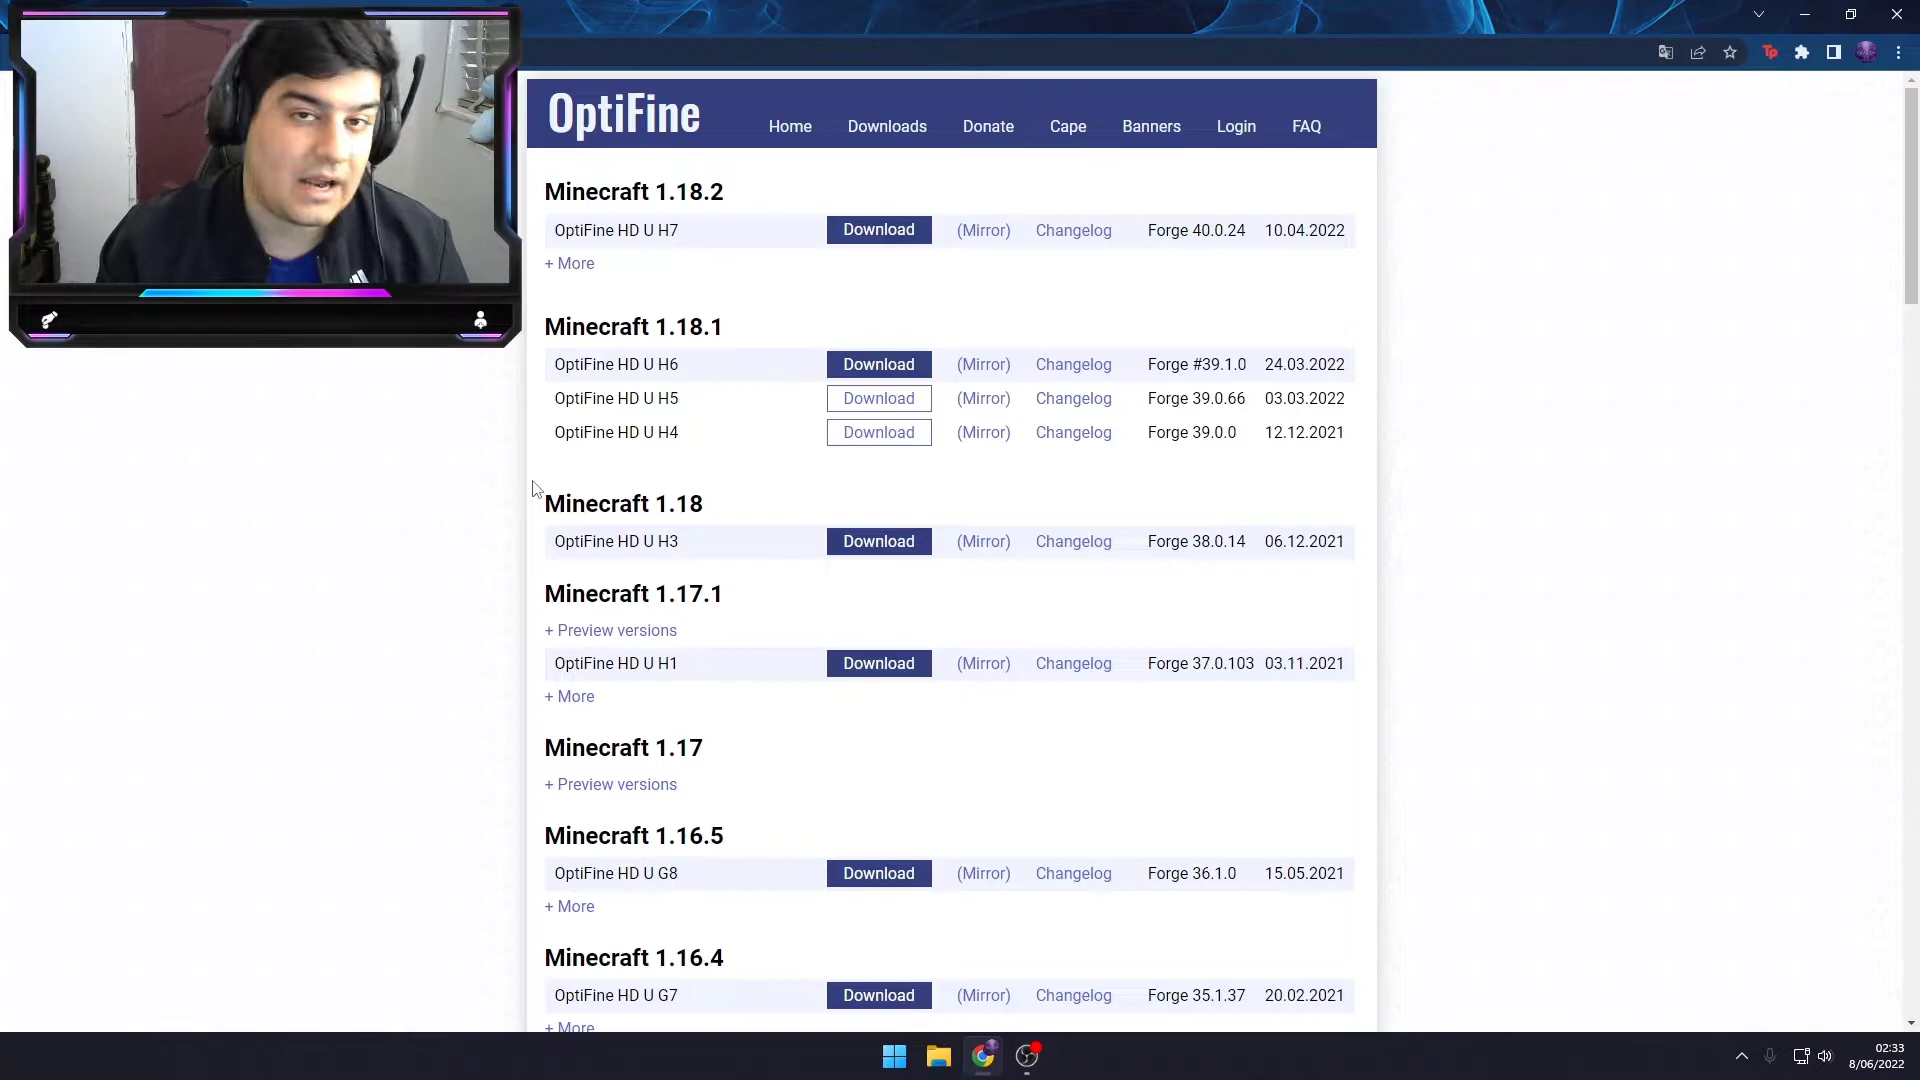 OptiFine
Home Downloads Donate Cape Banners Login FAQ
Minecraft 1.18.2
OptiFine HD U H7 Download (Mirror) Changelog Forge 40.0.24 10.04.2022
+ More
Minecraft 1.18.1
OptiFine HD U H6 Download (Mirror) Changelog Forge #39.1.0 24.03.2022
OptiFine HD U H5 Download (Mirror) Changelog Forge 39.0.66 03.03.2022
OptiFine HD U H4 Download (Mirror) Changelog Forge 39.0.0 12.12.2021
Minecraft 1.18
OptiFine HD U H3 Download (Mirror) Changelog Forge 38.0.14 06.12.2021
Minecraft 1.17.1
+ Preview versions
OptiFine HD U H1 Download (Mirror) Changelog Forge 37.0.103 03.11.2021
+ More
Minecraft 1.17
+ Preview versions
Minecraft 1.16.5
OptiFine HD U G8 Download (Mirror) Changelog Forge 36.1.0 15.05.2021
+ More
Minecraft 1.16.4
OptiFine HD U G7 Download (Mirror) Changelog Forge 35.1.37 20.02.2021
+ More
02:33
8/06/2022